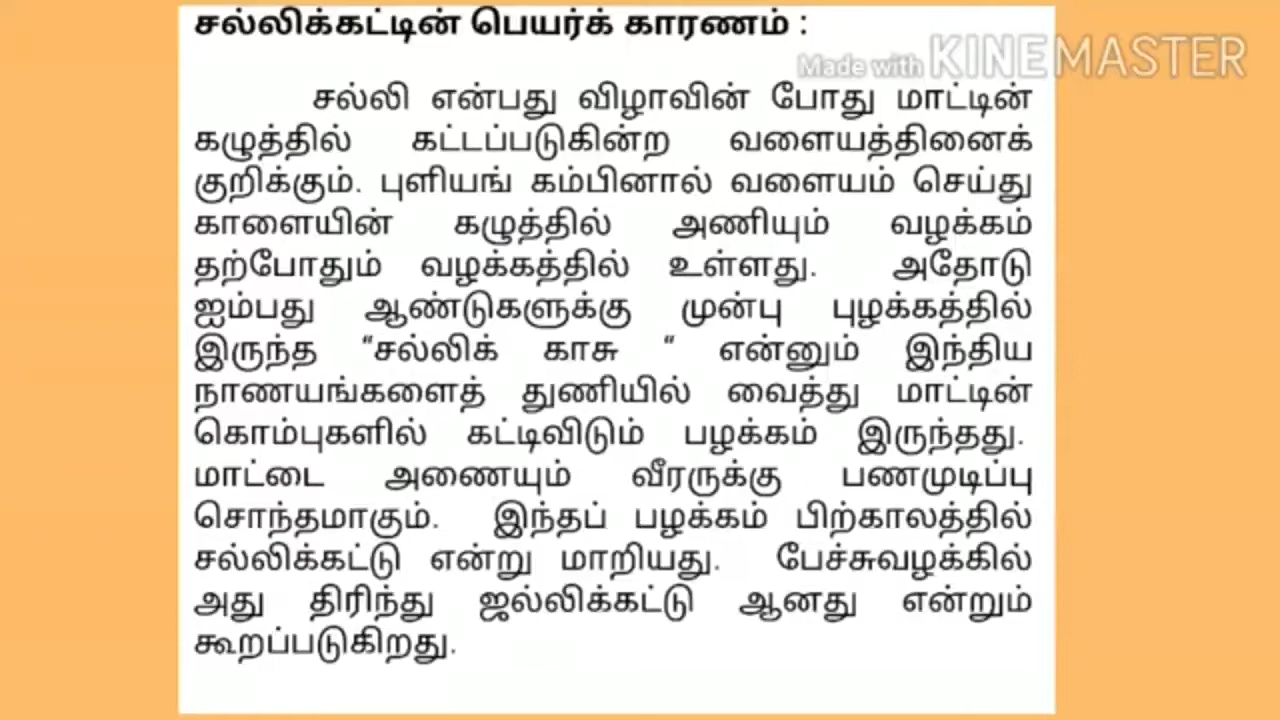 சல்லிக்கட்டின் பெயர்க் காரணம் :
Made with KINEMASTER
சல்லி என்பது விழாவின் போது மாட்டின்
கழுத்தில் கட்டப்படுகின்ற வளையத்தினைக்
குறிக்கும். புளியங் கம்பினால் வளையம் செய்து
காளையின் கழுத்தில் அணியும் வழக்கம்
தற்போதும் வழக்கத்தில் உள்ளது. அதோடு
ஐம்பது ஆண்டுகளுக்கு முன்பு புழக்கத்தில்
இருந்த “சல்லிக் காசு “ என்னும் இந்திய
நாணயங்களைத் துணியில் வைத்து மாட்டின்
கொம்புகளில் கட்டிவிடும் பழக்கம் இருந்தது.
மாட்டை அணையும் வீரருக்கு பணமுடிப்பு
சொந்தமாகும். இந்தப் பழக்கம் பிற்காலத்தில்
சல்லிக்கட்டு என்று மாறியது. பேச்சுவழக்கில்
அது திரிந்து ஜல்லிக்கட்டு ஆனது என்றும்
கூறப்படுகிறது.